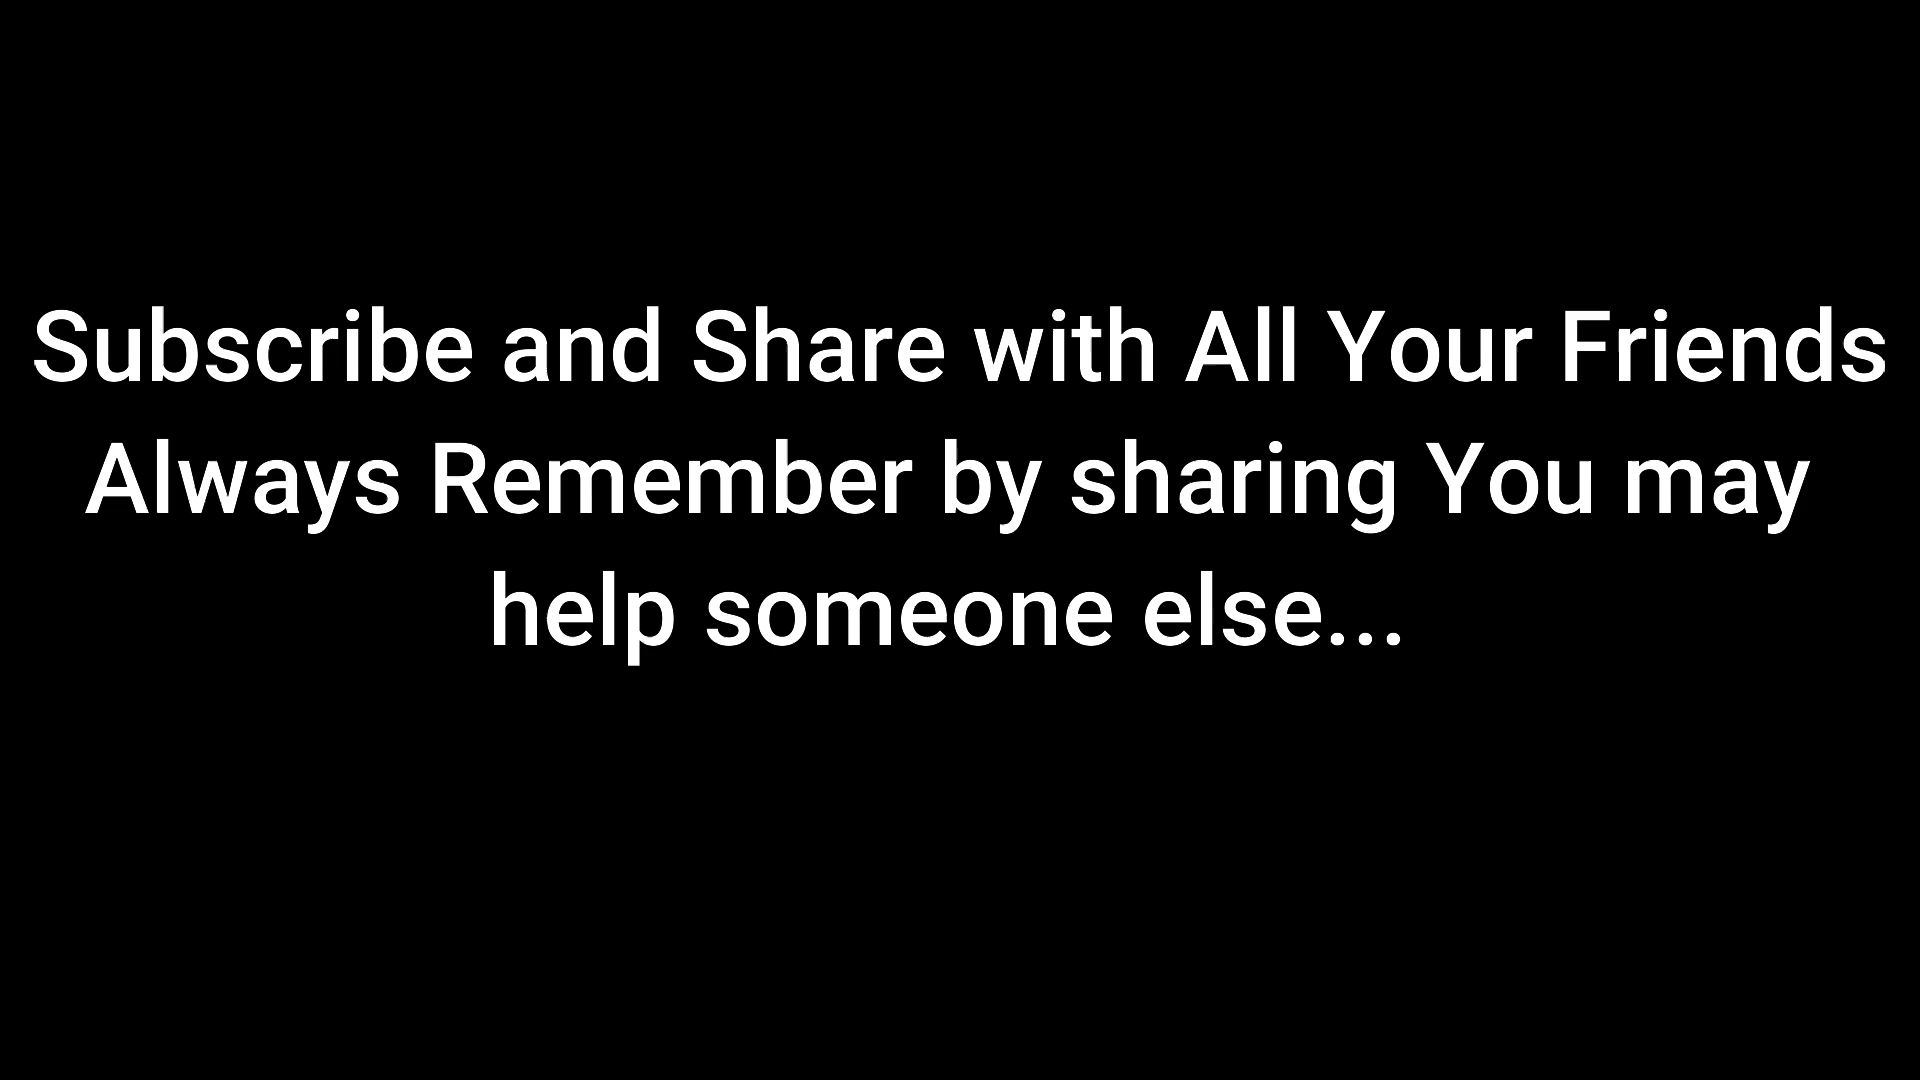 Subscribe and Share with All Your Friends
Always Remember by sharing You may
help someone else...